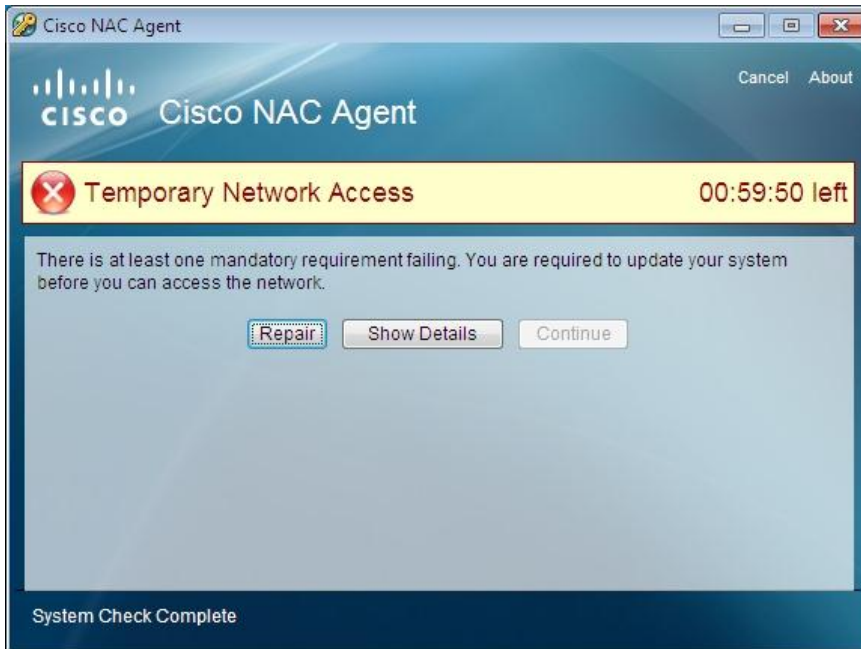 Cisco NAC Agent
Cancel About
CISCO Cisco NAC Agent
Temporary Network Access 00:59:50 left
There is at least one mandatory requirement failing. You are required to update your system
before you can access the network.
Repair Show Details Continue
System Check Complete